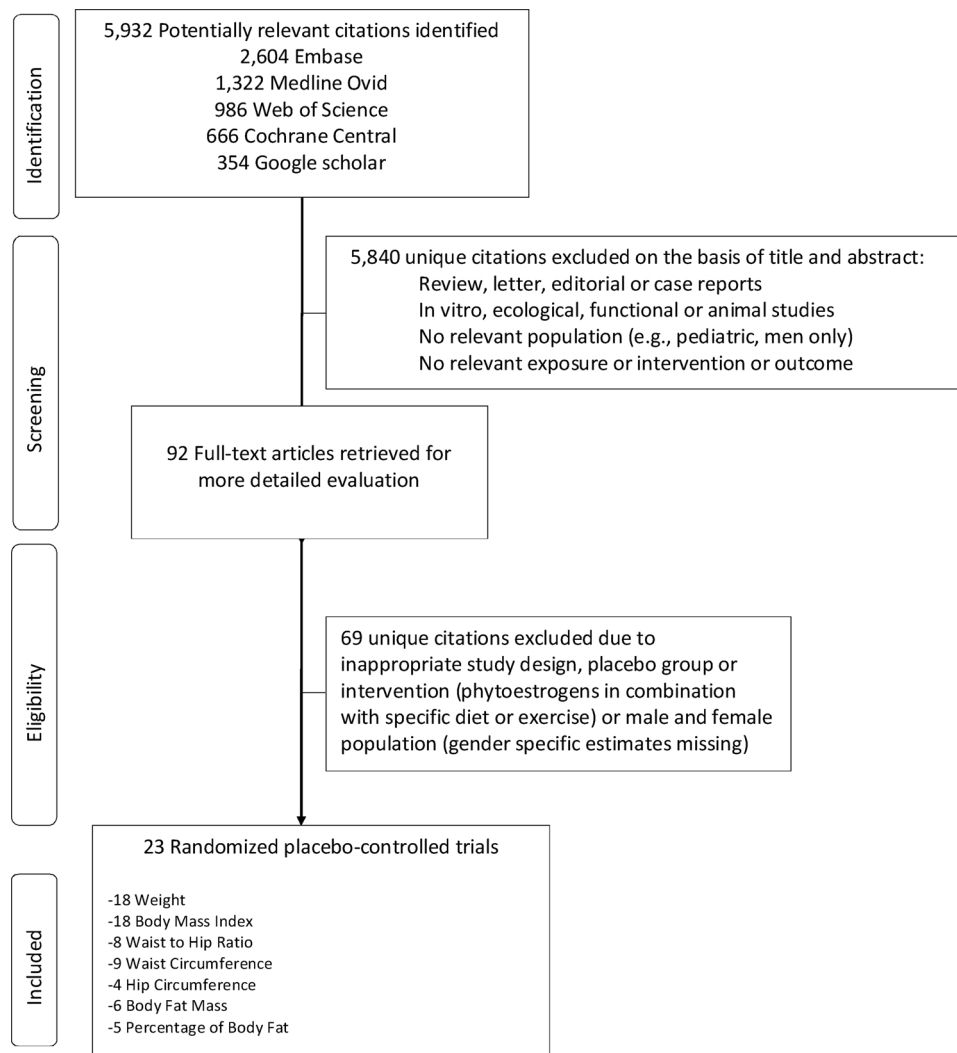 Identification
5,932 Potentially relevant citations identified
2,604 Embase
1,322 Medline Ovid
986 Web of Science
666 Cochrane Central
354 Google scholar
Screening
5,840 unique citations excluded on the basis of title and abstract:
Review, letter, editorial or case reports
In vitro, ecological, functional or animal studies
No relevant population (e.g., pediatric, men only)
No relevant exposure or intervention or outcome
92 Full-text articles retrieved for
more detailed evaluation
Eligibility
69 unique citations excluded due to
inappropriate study design, placebo group or
intervention (phytoestrogens in combination
with specific diet or exercise) or male and female
population (gender specific estimates missing)
Included
23 Randomized placebo-controlled trials
-18 Weight
-18 Body Mass Index
-8 Waist to Hip Ratio
-9 Waist Circumference
-4 Hip Circumference
-6 Body Fat Mass
-5 Percentage of Body Fat